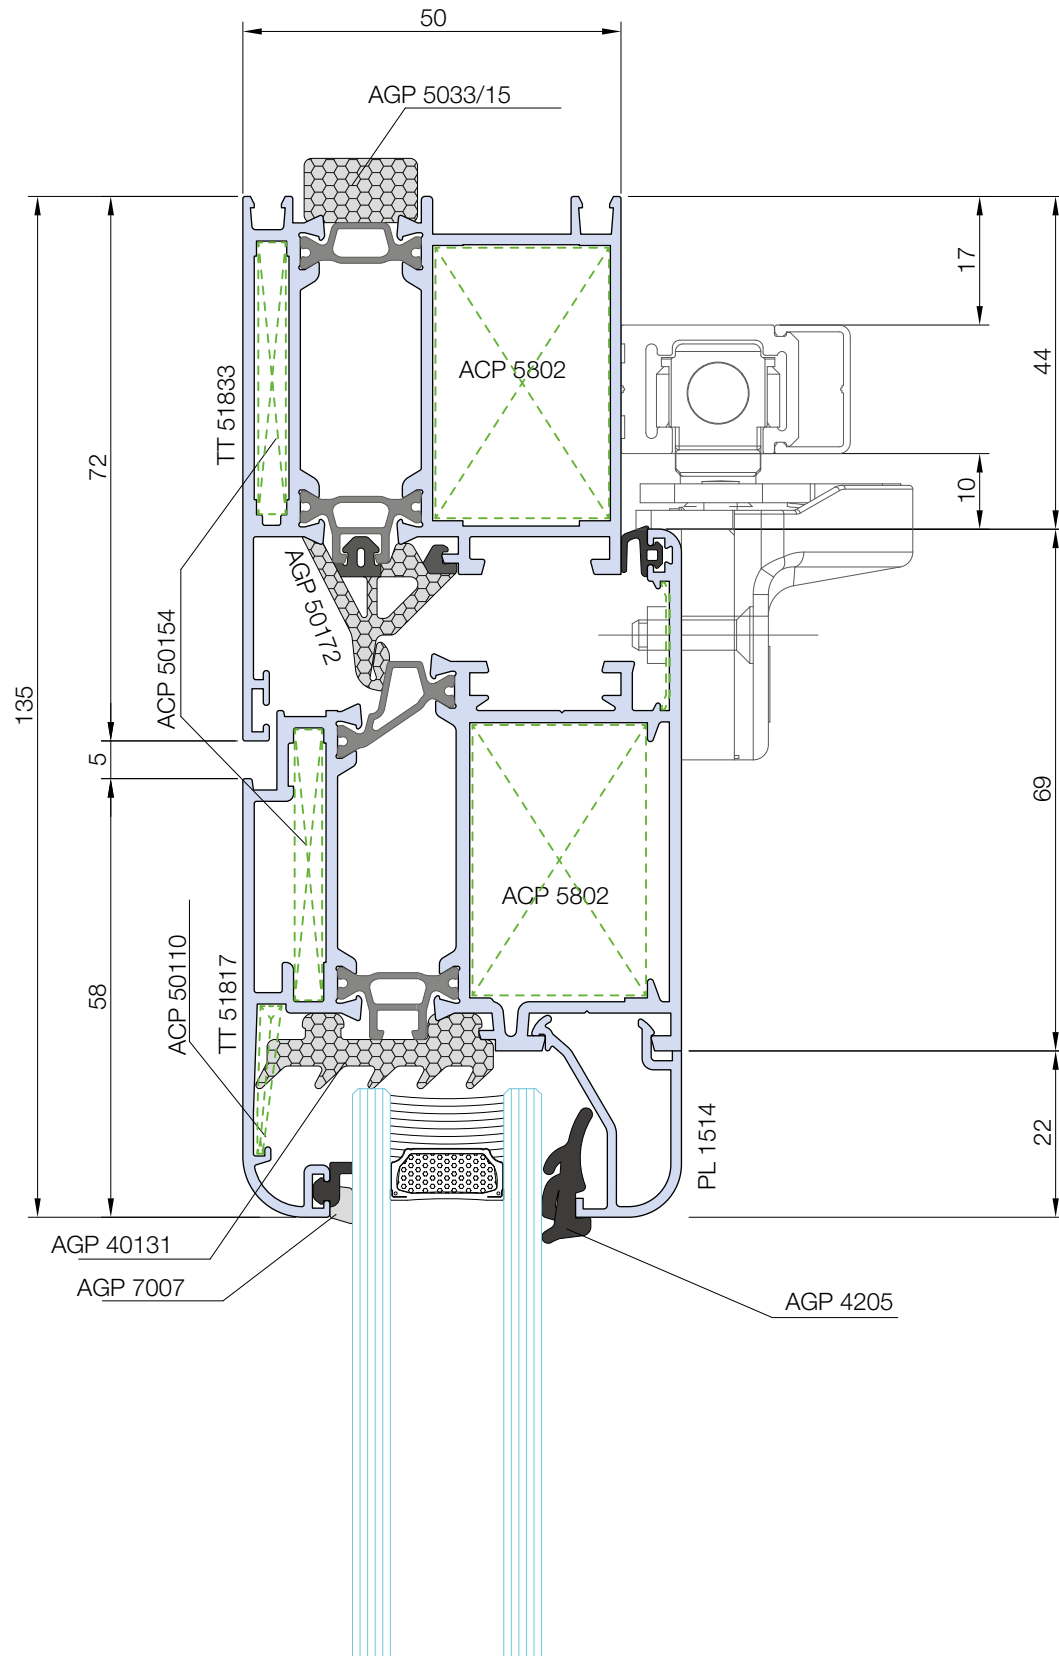 50
AGP 5033/15
17
44
TT 51833
ACP 5802
72
10
AGP 50172
ACP 50154
135
5
69
ACP 5802
ACP 50110
TT 51817
58
PL 1514
22
AGP 40131
AGP 7007
AGP 4205